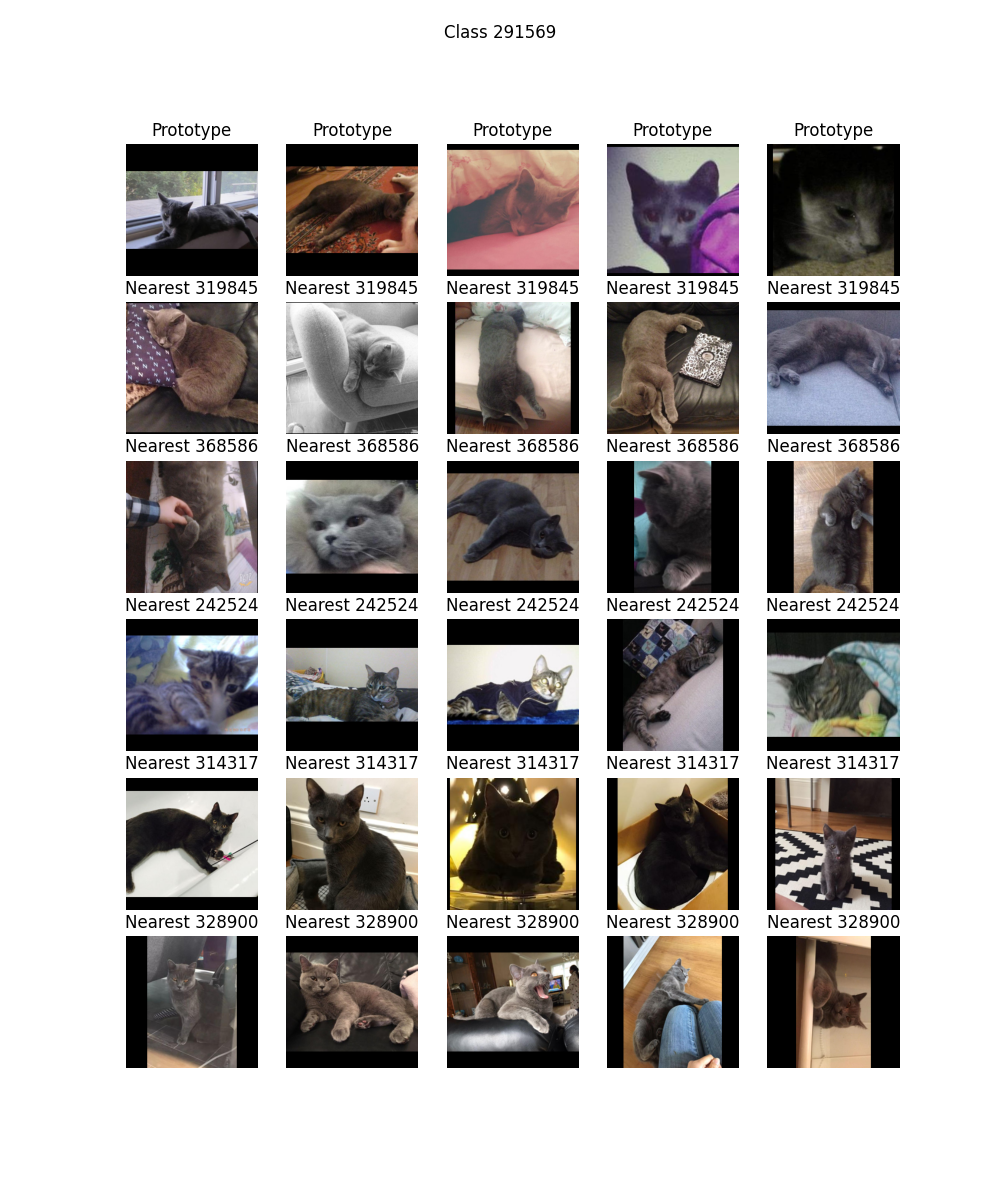 Class 291569
Prototype Prototype Prototype Prototype Prototype
Nearest 319845 Nearest 319845 Nearest 319845 Nearest 319845 Nearest 319845
Nearest 368586 Nearest 368586 Nearest 368586 Nearest 368586 Nearest 368586
Nearest 242524 Nearest 242524 Nearest 242524 Nearest 242524 Nearest 242524
Nearest 314317 Nearest 314317 Nearest 314317 Nearest 314317 Nearest 314317
Nearest 328900 Nearest 328900 Nearest 328900 Nearest 328900 Nearest 328900